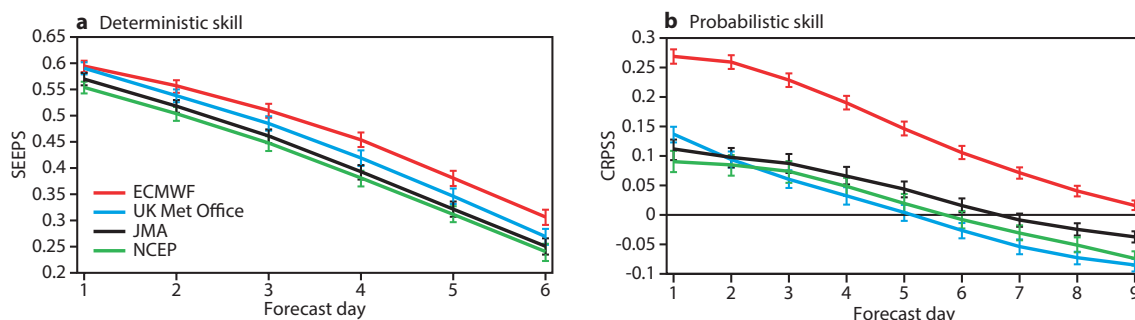 a Deterministic skill
0.65
0.6
0.55
0.5
0.45
0.4
0.35
0.3
0.25
0.2
SEEPS
ECMWF
UK Met Office
JMA
NCEP
1 2 3 4 5 6
Forecast day
b Probabilistic skill
0.3
0.25
0.2
0.15
0.1
0.05
0
-0.05
-0.1
CRPSS
0
1 2 3 4 5 6 7 8 9
Forecast day